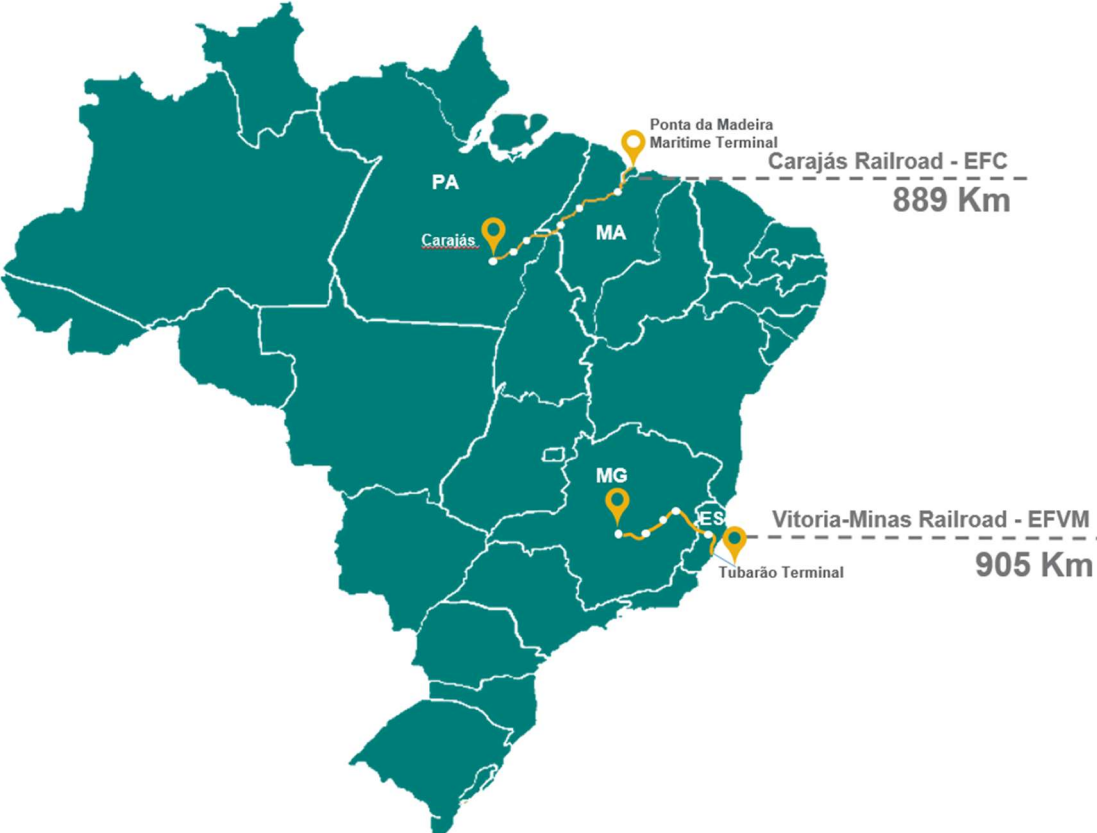 Ponta da Madeira
Maritime Terminal
Carajás Railroad - EFC
889 Km
PA
Carajás
MA
MG
ES
Vitoria-Minas Railroad - EFVM
905 Km
Tubarão Terminal